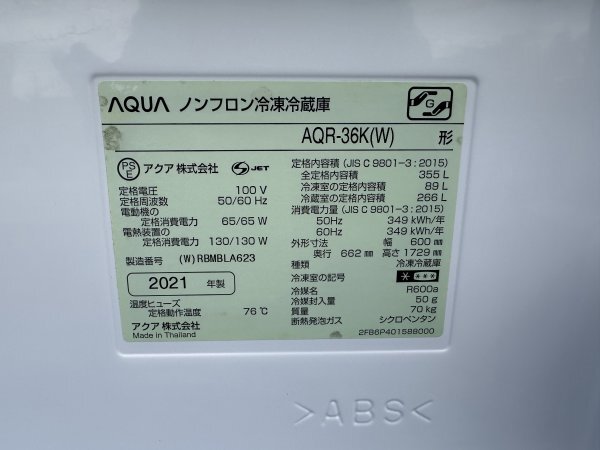 AQUA ノンフロン冷凍冷蔵庫
G
AQR-36K(W) 形
PS E アクア株式会社 S JET
定格電圧 100 V
定格周波数 50/60 Hz
電動機の
定格消費電力 65/65 W
電熱装置の
定格消費電力 130/130 W
製造番号 (W)RBMBLA623
2021 年製
温度ヒューズ
定格動作温度 76℃
アクア株式会社
Made in Thailand
定格内容積 (JIS C 9801-3:2015)
全定格内容積 355 L
冷凍室の定格内容積 89 L
冷蔵室の定格内容積 266 L
消費電力量 (JIS C 9801-3:2015)
50Hz 349 kWh/年
60Hz 349 kWh/年
外形寸法 幅 600 ㎜
奥行 662 ㎜ 高さ 1729 ㎜
種類 冷凍冷蔵庫
冷凍室の記号 * ***
冷媒名 R600a
冷媒封入量 50 g
質量 70 kg
断熱発泡ガス シクロペンタン
2FB6P401588000
>ABS<